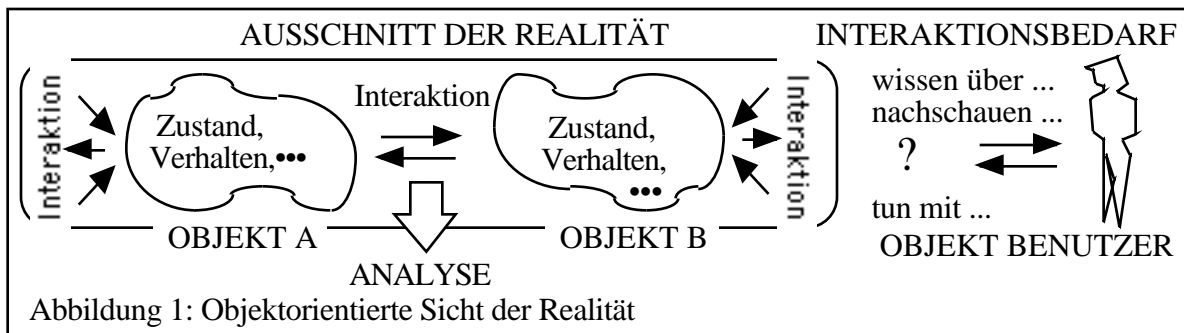 AUSSCHNITT DER REALITÄT
INTERAKTIONSBEDARF
Interaktion
Zustand,
Verhalten,•••
Interaktion
Zustand,
Verhalten,
•••
Interaktion
wissen über ...
nachschauen ...
?
tun mit ...
OBJEKT A
OBJEKT B
OBJEKT BENUTZER
ANALYSE
Abbildung 1: Objektorientierte Sicht der Realität